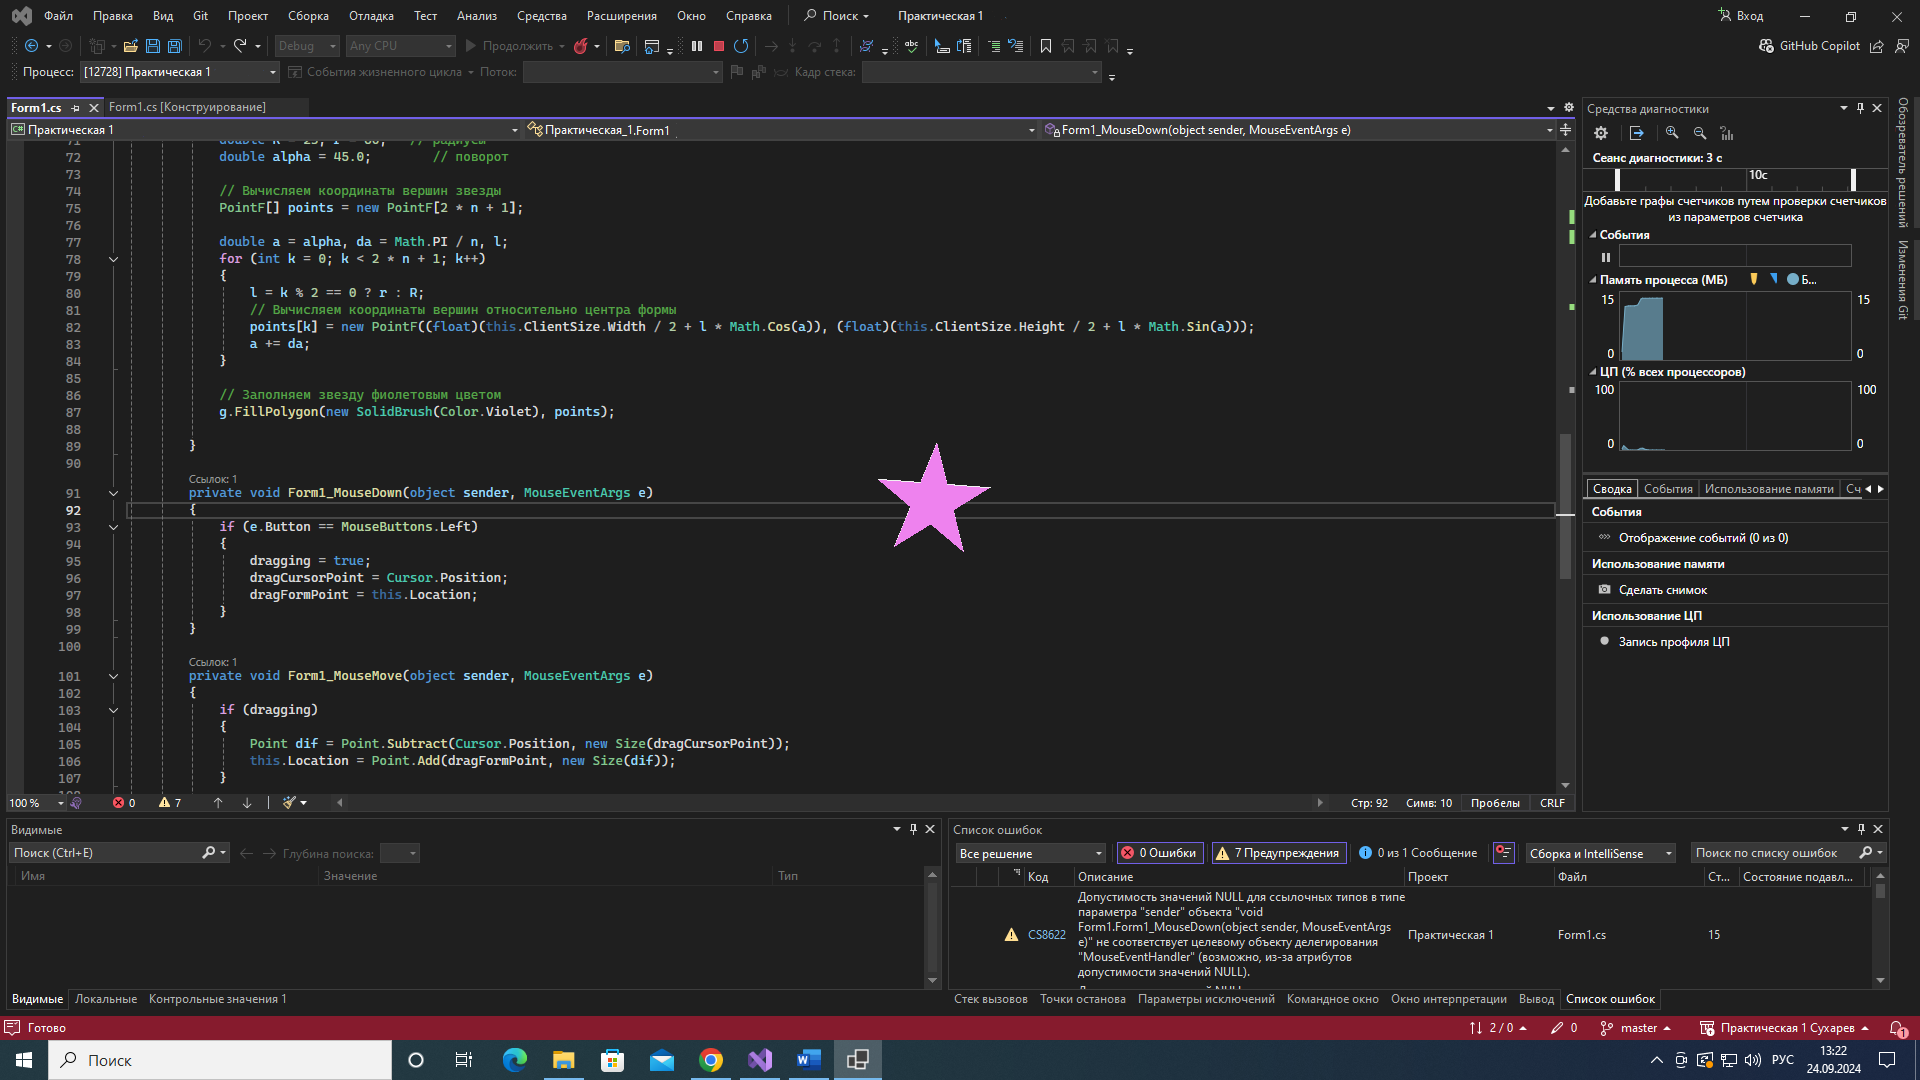 Файл Правка Вид Git Проект Сборка Отладка Тест Анализ Средства Расширения Окно Справка Поиск Практическая 1 Вход
Debug Any CPU Продолжить GitHub Copilot
Процесс: [12728] Практическая 1 События жизненного цикла Поток: Кадр стека:
Form1.cs Form1.cs [Конструирование]
Практическая 1 Практическая_1.Form1 Form1_MouseDown(object sender, MouseEventArgs e)
72 double alpha = 45.0; // поворот
73
74 // Вычисляем координаты вершин звезды
75 PointF[] points = new PointF[2 * n + 1];
76
77 double a = alpha, da = Math.PI / n, l;
78 for (int k = 0; k < 2 * n + 1; k++)
79 {
80 l = k % 2 == 0 ? r : R;
81 // Вычисляем координаты вершин относительно центра формы
82 points[k] = new PointF((float)(this.ClientSize.Width / 2 + l * Math.Cos(a)), (float)(this.ClientSize.Height / 2 + l * Math.Sin(a)));
83 a += da;
84 }
85
86 // Заполняем звезду фиолетовым цветом
87 g.FillPolygon(new SolidBrush(Color.Violet), points);
88
89 }
90
Ссылок: 1
91 private void Form1_MouseDown(object sender, MouseEventArgs e)
92 {
93 if (e.Button == MouseButtons.Left)
94 {
95 dragging = true;
96 dragCursorPoint = Cursor.Position;
97 dragFormPoint = this.Location;
98 }
99 }
100
Ссылок: 1
101 private void Form1_MouseMove(object sender, MouseEventArgs e)
102 {
103 if (dragging)
104 {
105 Point dif = Point.Subtract(Cursor.Position, new Size(dragCursorPoint));
106 this.Location = Point.Add(dragFormPoint, new Size(dif));
107 }
100 % 0 7 Стр: 92 Симв: 10 Пробелы CRLF
Средства диагностики
Сеанс диагностики: 3 с
10с
Добавьте графы счетчиков путем проверки счетчиков
из параметров счетчика
События
Память процесса (МБ) Б...
15 15
0 0
ЦП (% всех процессоров)
100 100
0 0
Сводка События Использование памяти Сч
События
Отображение событий (0 из 0)
Использование памяти
Сделать снимок
Использование ЦП
Запись профиля ЦП
Обозреватель решений
Изменения Git
Видимые
Поиск (Ctrl+E) Глубина поиска:
Имя Значение Тип
Видимые Локальные Контрольные значения 1
Список ошибок
Все решение 0 Ошибки 7 Предупреждения 0 из 1 Сообщение Сборка и IntelliSense Поиск по списку ошибок
Код Описание Проект Файл Ст... Состояние подавл...
Допустимость значений NULL для ссылочных типов в типе
параметра "sender" объекта "void
Form1.Form1_MouseDown(object sender, MouseEventArgs
CS8622 e)" не соответствует целевому объекту делегирования Практическая 1 Form1.cs 15
"MouseEventHandler" (возможно, из-за атрибутов
допустимости значений NULL).
Стек вызовов Точки останова Параметры исключений Командное окно Окно интерпретации Вывод Список ошибок
Готово 2 / 0 0 master Практическая 1 Сухарев 1
Поиск РУС 13:22
24.09.2024